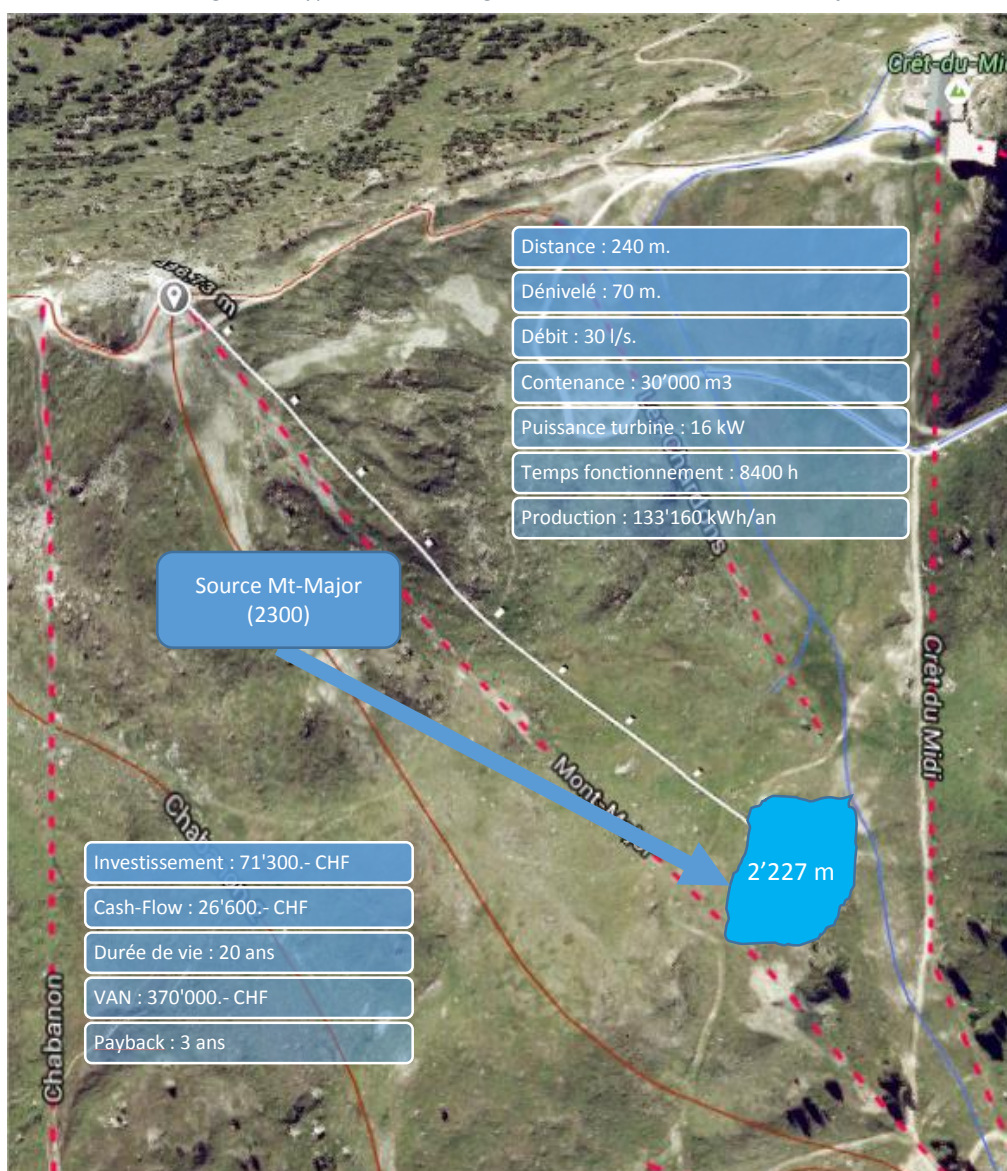 Crêt-du-Mi
Distance : 240 m.
Dénivelé : 70 m.
Débit : 30 l/s.
Contenance : 30’000 m3
Puissance turbine : 16 kW
Temps fonctionnement : 8400 h
Production : 133'160 kWh/an
Source Mt-Major
(2300)
Crêt du Midi
Mont-Major
2’227 m
Investissement : 71'300.- CHF
Cash-Flow : 26'600.- CHF
Durée de vie : 20 ans
VAN : 370'000.- CHF
Payback : 3 ans
Chabanon